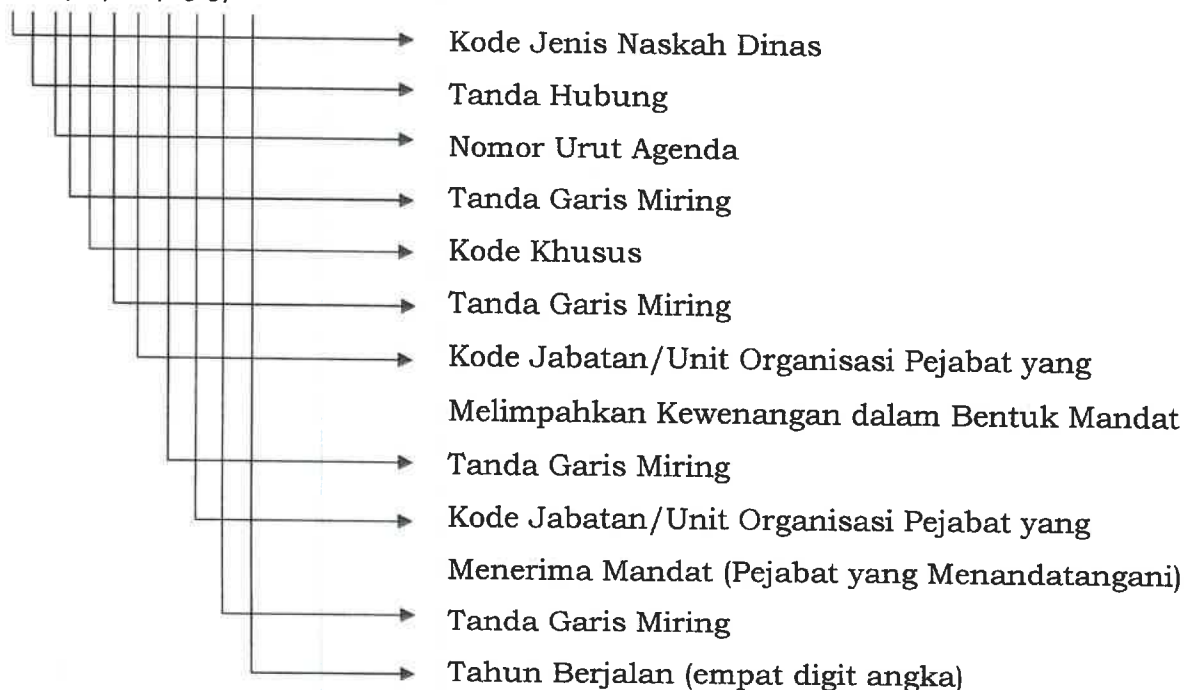 Kode Jenis Naskah Dinas
Tanda Hubung
Nomor Urut Agenda
Tanda Garis Miring
Kode Khusus
Tanda Garis Miring
Kode Jabatan/Unit Organisasi Pejabat yang
Melimpahkan Kewenangan dalam Bentuk Mandat
Tanda Garis Miring
Kode Jabatan/Unit Organisasi Pejabat yang
Menerima Mandat (Pejabat yang Menandatangani)
Tanda Garis Miring
Tahun Berjalan (empat digit angka)